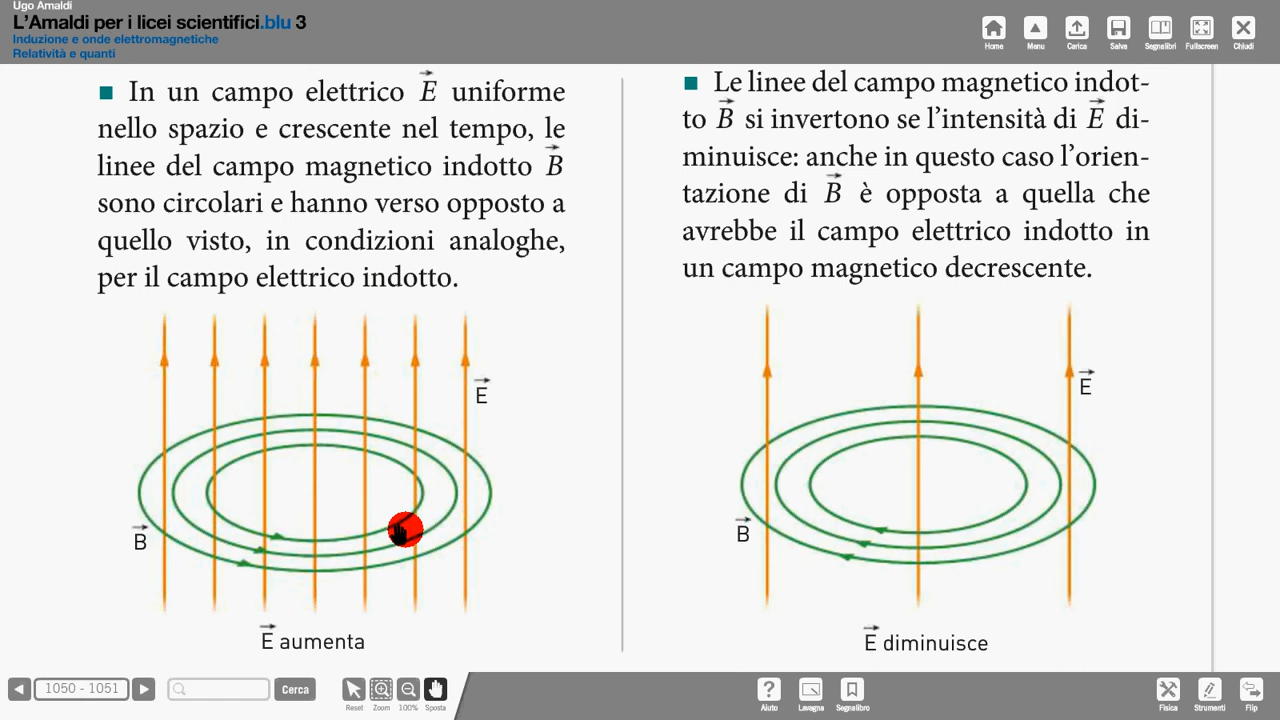 Ugo Amaldi
L'Amaldi per i licei scientifici.blu 3
Induzione e onde elettromagnetiche
Relatività e quanti
Home Menu Carica Salva Segnalibri Fullscreen Chiudi
In un campo elettrico E uniforme
nello spazio e crescente nel tempo, le
linee del campo magnetico indotto B
sono circolari e hanno verso opposto a
quello visto, in condizioni analoghe,
per il campo elettrico indotto.
E
B
E aumenta
Le linee del campo magnetico indot-
to B si invertono se l'intensità di E di-
minuisce: anche in questo caso l'orien-
tazione di B è opposta a quella che
avrebbe il campo elettrico indotto in
un campo magnetico decrescente.
E
B
E diminuisce
1050 - 1051
Cerca
Reset Zoom 100% Sposta
Aiuto Lavagna Segnalibro
Fisica Strumenti Flip